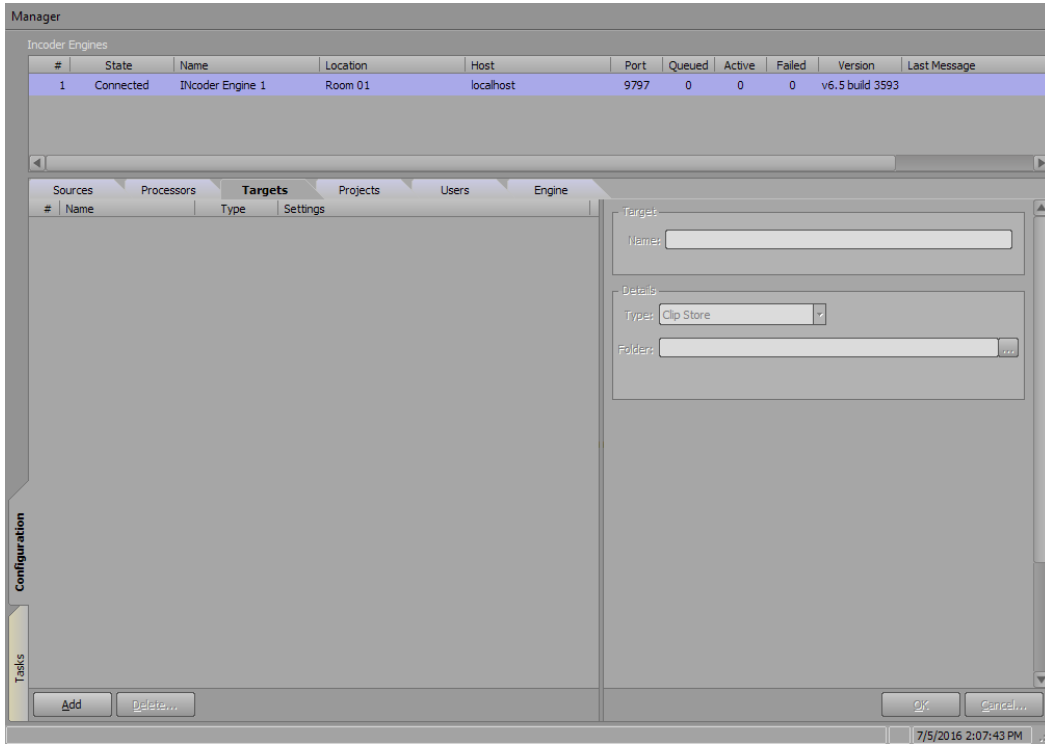 Manager
Incoder Engines
# State Name Location Host Port Queued Active Failed Version Last Message
1 Connected INcoder Engine 1 Room 01 localhost 9797 0 0 0 v6.5 build 3593
Sources Processors Targets Projects Users Engine
# Name Type Settings
Target
Name:
Details
Type: Clip Store
Folder: ...
Configuration
Tasks
Add Delete... OK Cancel...
7/5/2016 2:07:43 PM